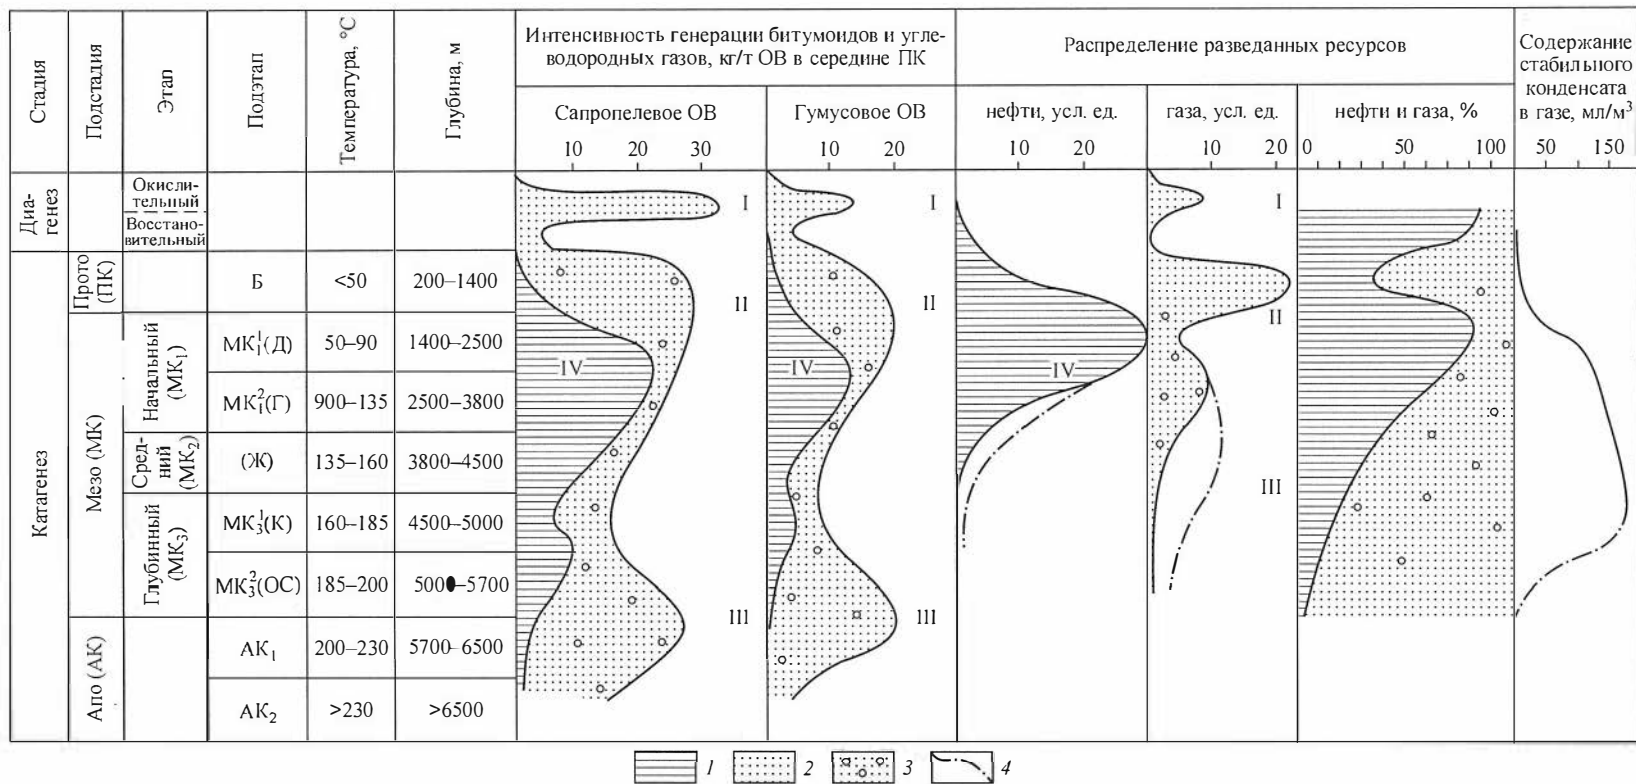 Стадия
Подстадия
Этап
Подэтап
Температура, °С
Глубина, м
Интенсивность генерации битумоидов и угле-
водородных газов, кг/т ОВ в середине ПК
Распределение разведанных ресурсов
Содержание
стабильного
конденсата
в газе, мл/м³
Сапропелевое ОВ
Гумусовое ОВ
нефти, усл. ед.
газа, усл. ед.
нефти и газа, %
10 20 30
10 20
10 20
10 20
0 50 100
50 150
Диа-
генез
Окисли-
тельный
Восстано-
вительный
I
I
I
Катагенез
Прото
(ПК)
Б
<50
200–1400
II
II
II
Мезо (МК)
Начальный
(МК₁)
МК₁¹(Д)
50–90
1400–2500
IV
IV
IV
МК₁²(Г)
900–135
2500–3800
Сред-
ний
(МК₂)
(Ж)
135–160
3800–4500
III
Глубинный
(МК₃)
МК₃¹(К)
160–185
4500–5000
МК₃²(ОС)
185–200
5000–5700
III
III
Апо (АК)
АК₁
200–230
5700–6500
АК₂
>230
>6500
1 2 3 4